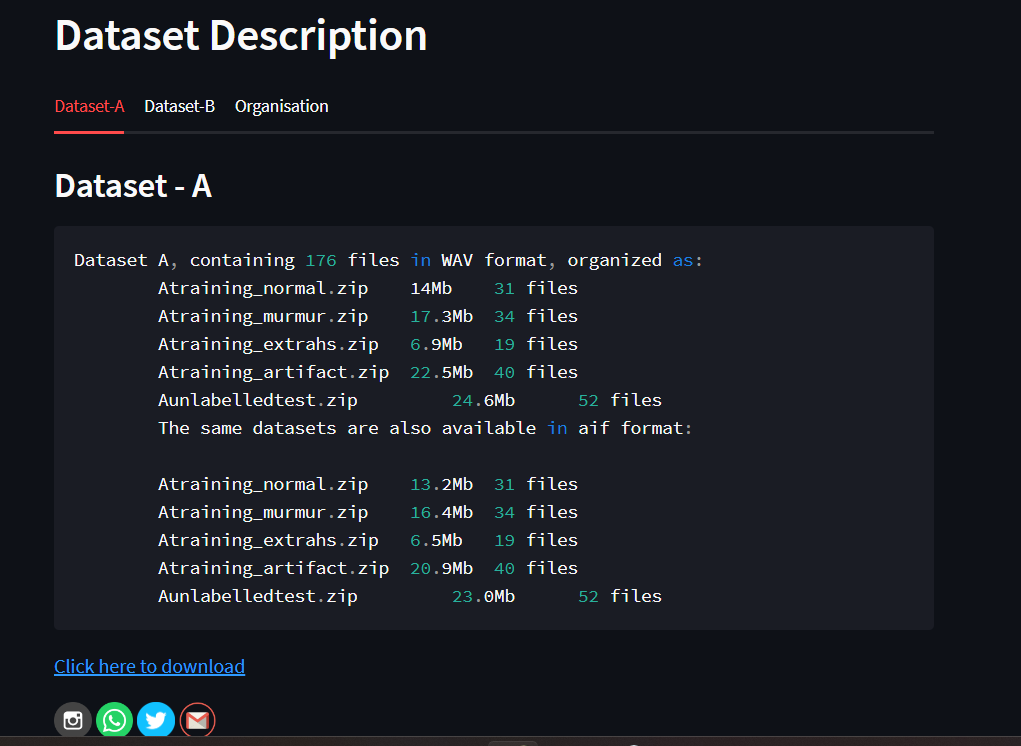 Dataset Description
Dataset-A Dataset-B Organisation
Dataset - A
Dataset A, containing 176 files in WAV format, organized as:
Atraining_normal.zip 14Mb 31 files
Atraining_murmur.zip 17.3Mb 34 files
Atraining_extrahs.zip 6.9Mb 19 files
Atraining_artifact.zip 22.5Mb 40 files
Aunlabelledtest.zip 24.6Mb 52 files
The same datasets are also available in aif format:
Atraining_normal.zip 13.2Mb 31 files
Atraining_murmur.zip 16.4Mb 34 files
Atraining_extrahs.zip 6.5Mb 19 files
Atraining_artifact.zip 20.9Mb 40 files
Aunlabelledtest.zip 23.0Mb 52 files
Click here to download